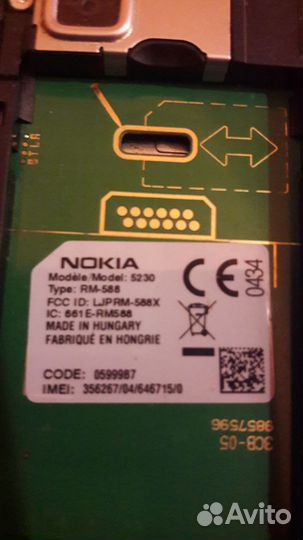 BTLR
NOKIA
Modèle/Model: 5230
Type: RM-588
FCC ID: LJPRM-588X
IC: 661E-RM588
MADE IN HUNGARY
FABRIQUÉ EN HONGRIE
CE 0434
CODE: 0599987
IMEI: 356267/04/646715/0
3CB-05
9857596
Avito